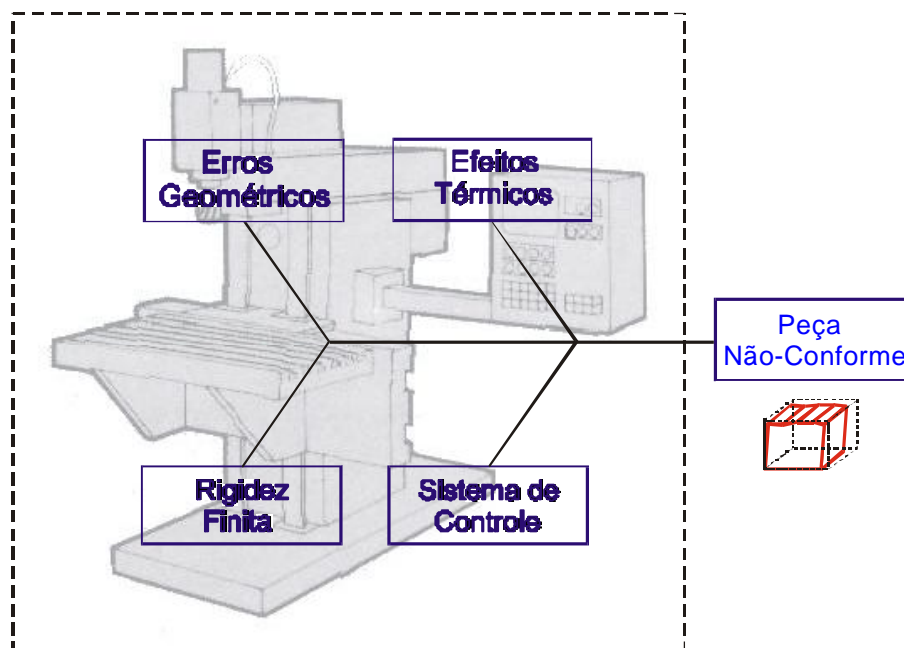 Erros
Geométricos
Efeitos
Térmicos
Peça
Não-Conforme
Rigidez
Finita
Sistema de
Controle